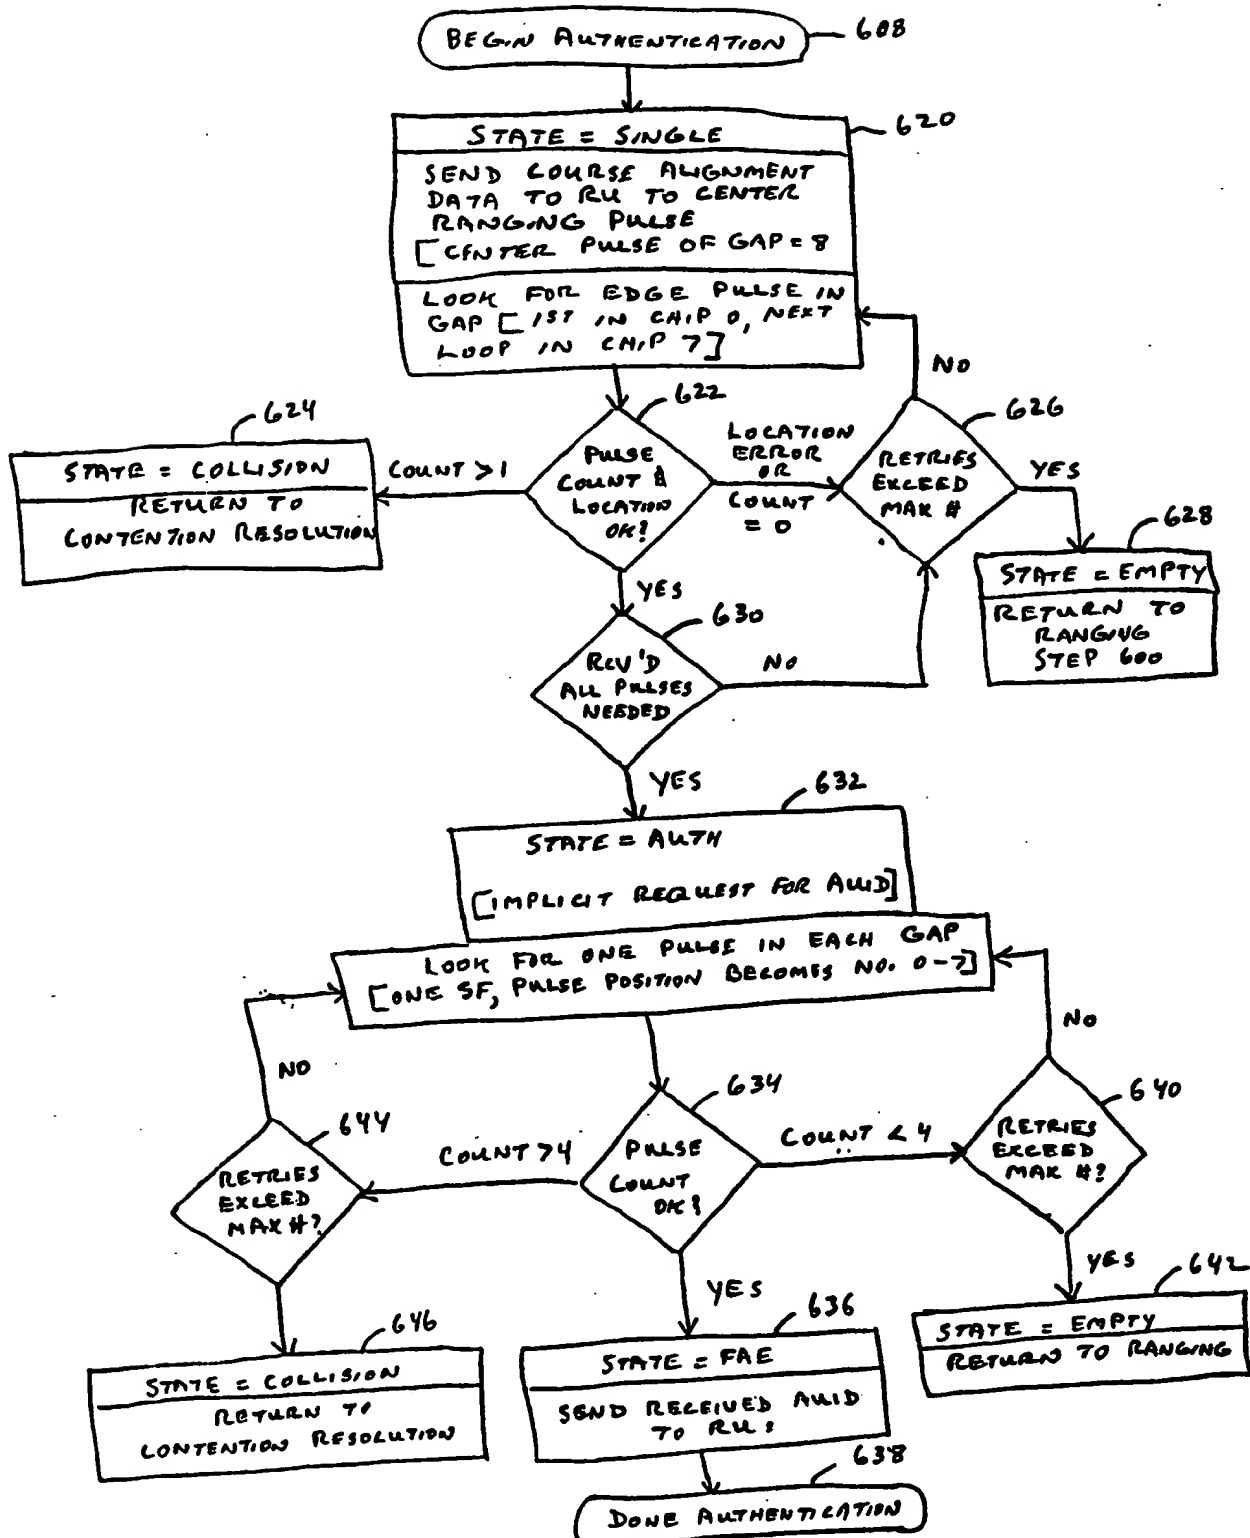 BEGIN AUTHENTICATION
608
620
STATE = SINGLE
SEND COURSE ALIGNMENT
DATA TO RU TO CENTER
RANGING PULSE
[CENTER PULSE OF GAP = 8
LOOK FOR EDGE PULSE IN
GAP [1ST IN CHIP 0, NEXT
LOOP IN CHIP 7]
NO
622
624
626
STATE = COLLISION
RETURN TO
CONTENTION RESOLUTION
COUNT > 1
PULSE
COUNT &
LOCATION
OK?
LOCATION
ERROR
OR
COUNT
= 0
RETRIES
EXCEED
MAX #
YES
628
STATE = EMPTY
RETURN TO
RANGING
STEP 600
YES
630
RCV'D
ALL PULSES
NEEDED
NO
YES
632
STATE = AUTH
[IMPLICIT REQUEST FOR AUID]
LOOK FOR ONE PULSE IN EACH GAP
[ONE SF, PULSE POSITION BECOMES NO. 0-7]
NO
NO
634
640
644
COUNT > 4
PULSE
COUNT
OK?
COUNT < 4
RETRIES
EXCEED
MAX #?
RETRIES
EXCEED
MAX #?
YES
YES
636
642
646
STATE = COLLISION
RETURN TO
CONTENTION RESOLUTION
STATE = FAE
SEND RECEIVED AUID
TO RU:
STATE = EMPTY
RETURN TO RANGING
638
DONE AUTHENTICATION